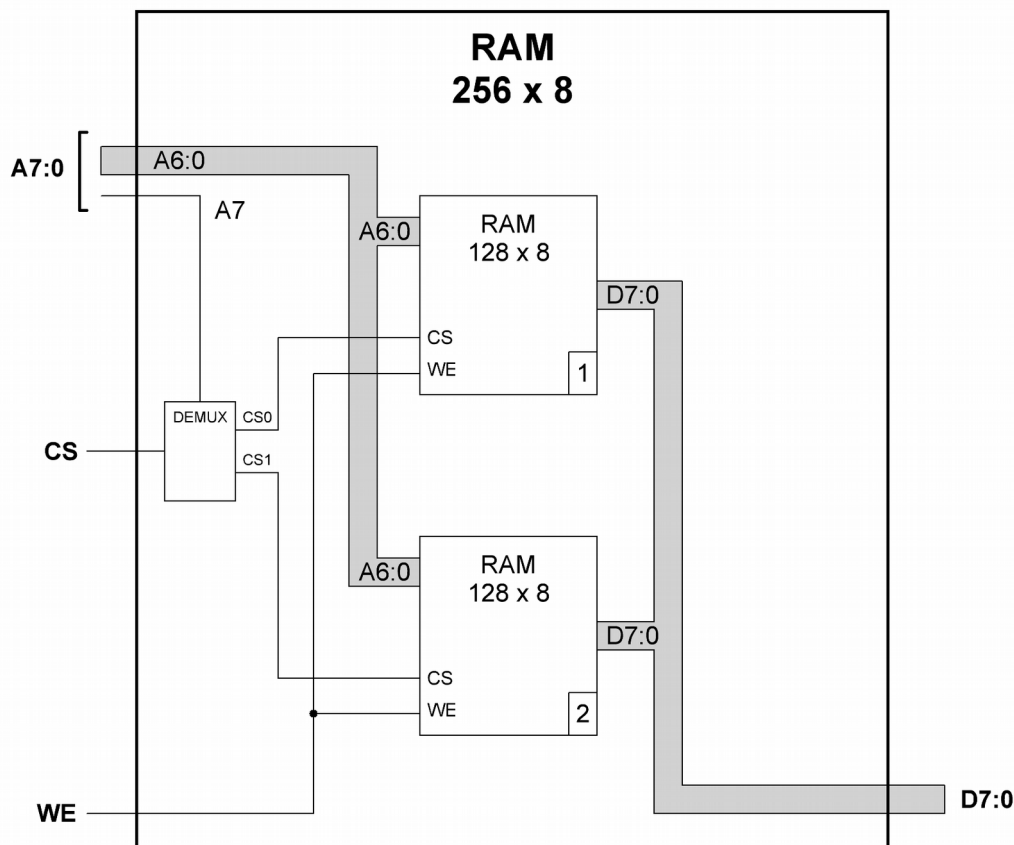 RAM
256 x 8
A7:0
A6:0
A7
A6:0
RAM
128 x 8
D7:0
CS
WE
1
DEMUX
CS0
CS1
CS
A6:0
RAM
128 x 8
D7:0
CS
WE
2
WE
D7:0